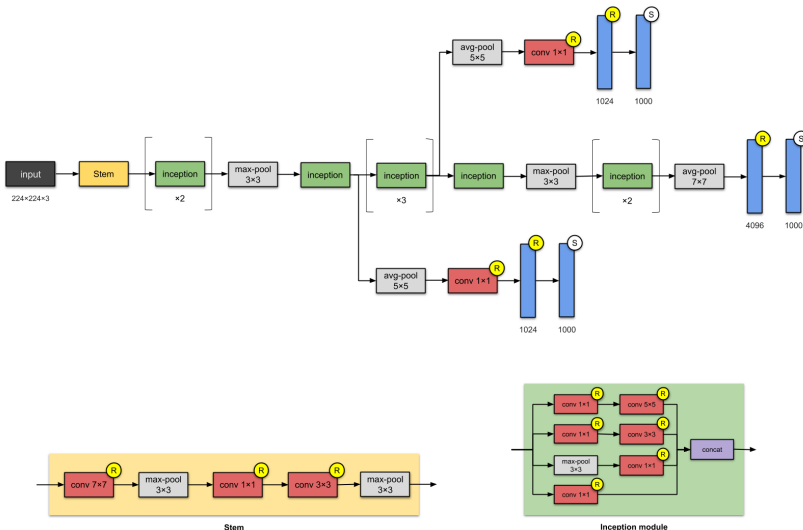 R
S
avg-pool
5×5
conv 1×1
R
1024
1000
input
224×224×3
Stem
inception
×2
max-pool
3×3
inception
inception
×3
inception
max-pool
3×3
inception
×2
avg-pool
7×7
R
4096
S
1000
avg-pool
5×5
conv 1×1
R
R
S
1024
1000
conv 7×7
R
max-pool
3×3
conv 1×1
R
conv 3×3
R
max-pool
3×3
Stem
conv 1×1
R
conv 5×5
R
conv 1×1
R
conv 3×3
R
max-pool
3×3
conv 1×1
R
conv 1×1
R
concat
Inception module